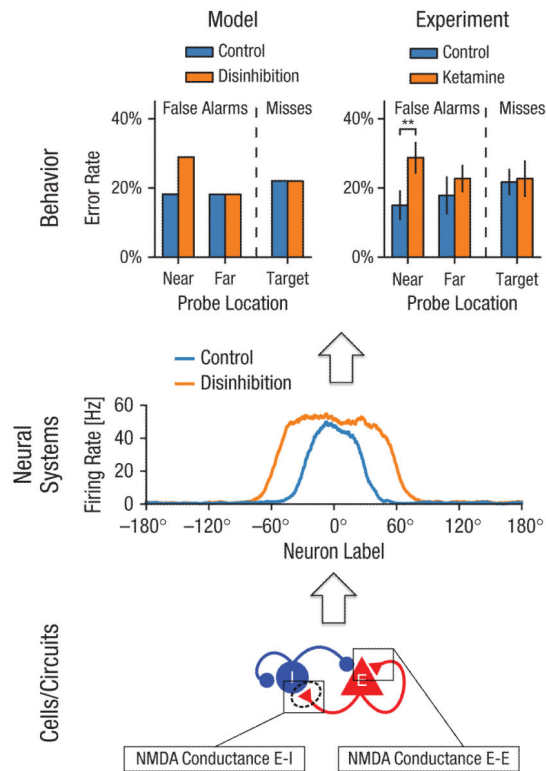 Model
Experiment
Control
Disinhibition
Control
Ketamine
Behavior
Error Rate
False Alarms
Misses
False Alarms
Misses
**
40%
20%
0%
40%
20%
0%
Near
Far
Target
Near
Far
Target
Probe Location
Probe Location
Control
Disinhibition
Neural
Systems
Firing Rate [Hz]
60
40
20
0
−180°
−120°
−60°
0°
60°
120°
180°
Neuron Label
Cells/Circuits
I
E
NMDA Conductance E-I
NMDA Conductance E-E